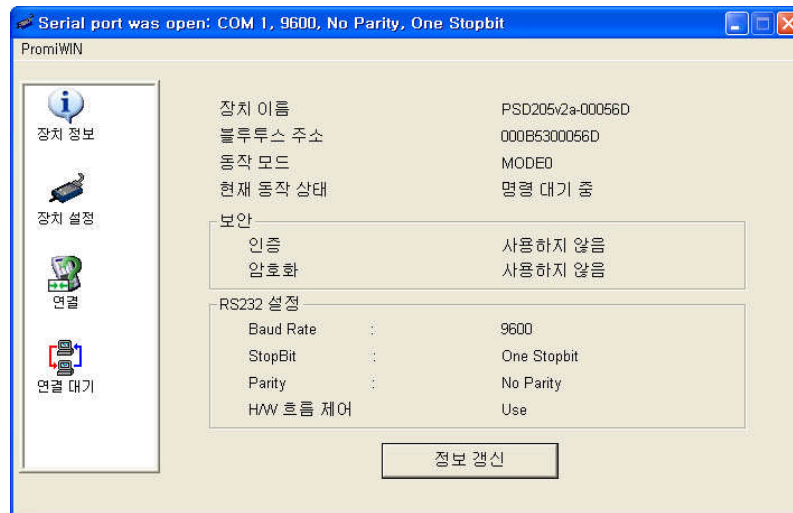 Serial port was open: COM 1, 9600, No Parity, One Stopbit
PromiWIN
장치 정보
장치 설정
연결
연결 대기
장치 이름 PSD205v2a-00056D
블루투스 주소 000B5300056D
동작 모드 MODE0
현재 동작 상태 명령 대기 중
보안
인증 사용하지 않음
암호화 사용하지 않음
RS232 설정
Baud Rate : 9600
StopBit : One Stopbit
Parity : No Parity
H/W 흐름 제어 Use
정보 갱신